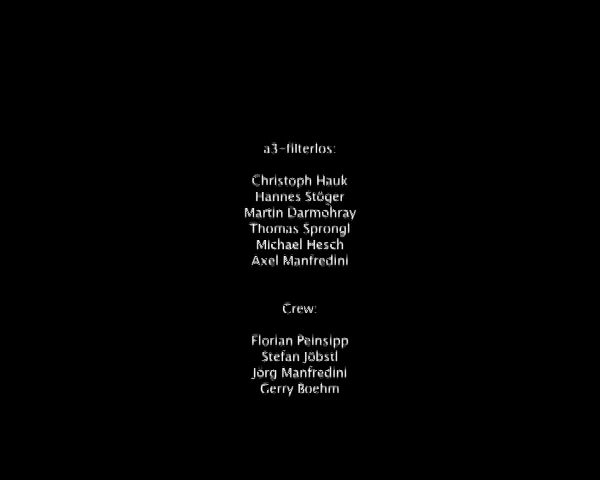 a3-filterlos:
Christoph Hauk
Hannes Stöger
Martin Darmohray
Thomas Sprongl
Michael Hesch
Axel Manfredini
Crew:
Florian Peinsipp
Stefan Jöbstl
Jörg Manfredini
Gerry Boehm